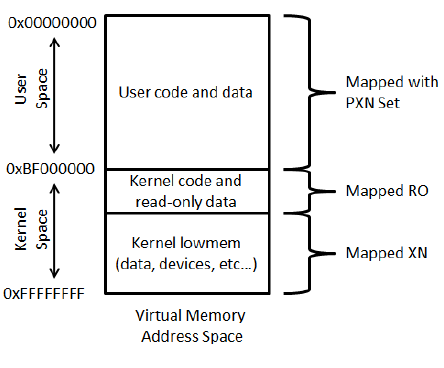 0x00000000
User
Space
User code and data
Mapped with
PXN Set
0xBF000000
Kernel code and
read-only data
Mapped RO
Kernel
Space
Kernel lowmem
(data, devices, etc...)
Mapped XN
0xFFFFFFFF
Virtual Memory
Address Space